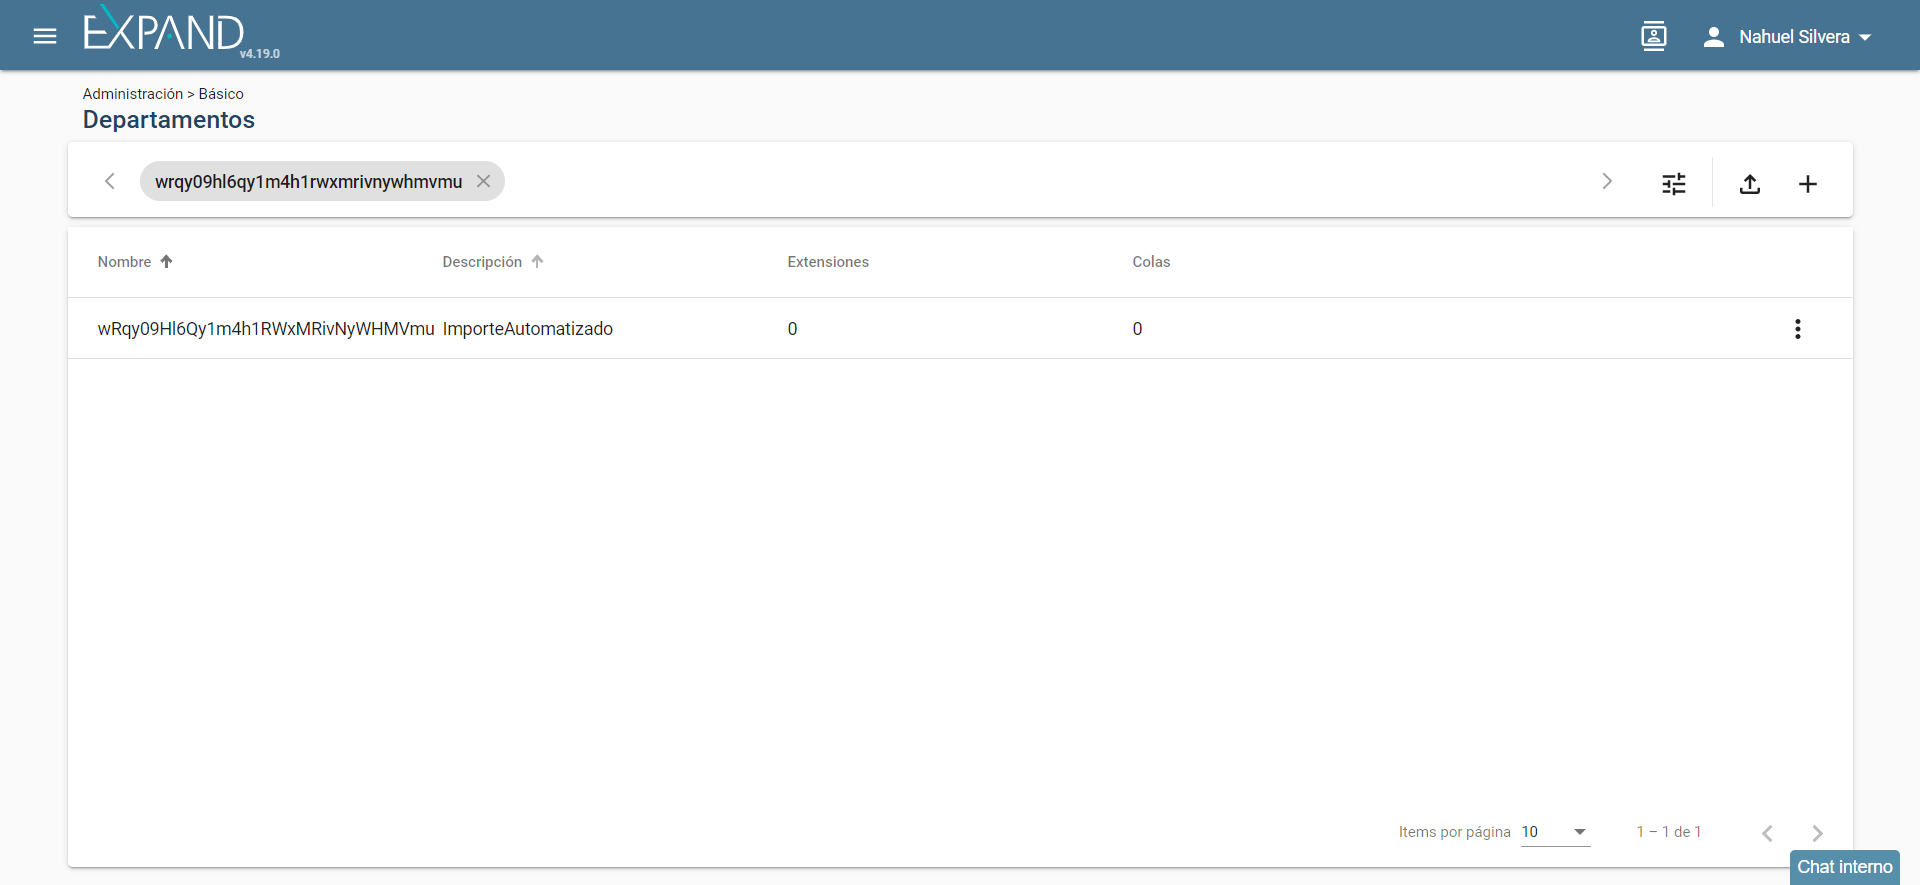 EXPAND
v4.19.0
Nahuel Silvera
Administración > Básico
Departamentos
wrqy09hl6qy1m4h1rwxmrivnywhmvmu
Nombre Descripción Extensiones Colas
wRqy09Hl6Qy1m4h1RWxMRivNyWHMVmu ImporteAutomatizado 0 0
Items por página 10 1 – 1 de 1
Chat interno